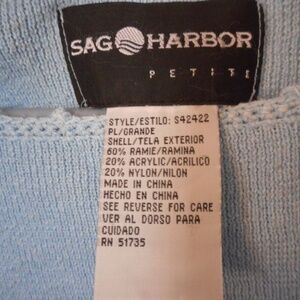 SAG HARBOR
PETITE
STYLE/ESTILO: S42422
PL/GRANDE
SHELL/TELA EXTERIOR
60% RAMIE/RAMINA
20% ACRYLIC/ACRILICO
20% NYLON/NILON
MADE IN CHINA
HECHO EN CHINA
SEE REVERSE FOR CARE
VER AL DORSO PARA
CUIDADO
RN 51735